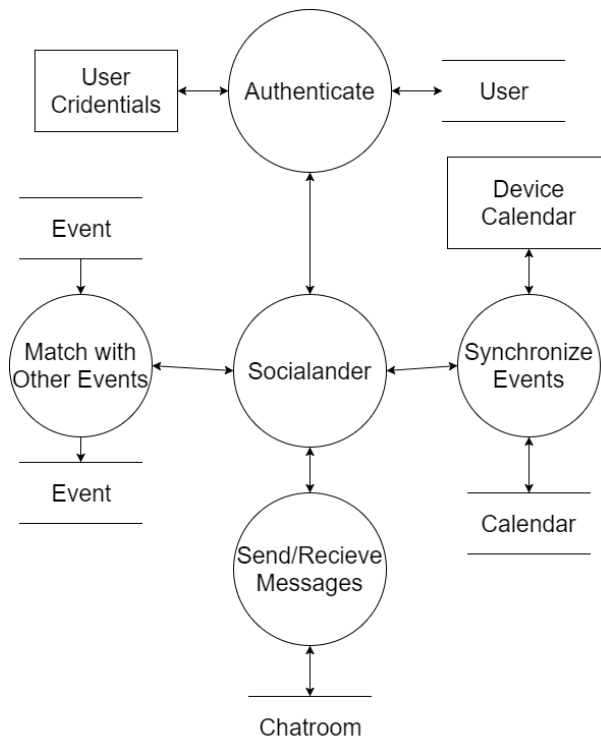 User
Cridentials
Authenticate
User
Event
Device
Calendar
Match with
Other Events
Socialander
Synchronize
Events
Event
Calendar
Send/Recieve
Messages
Chatroom